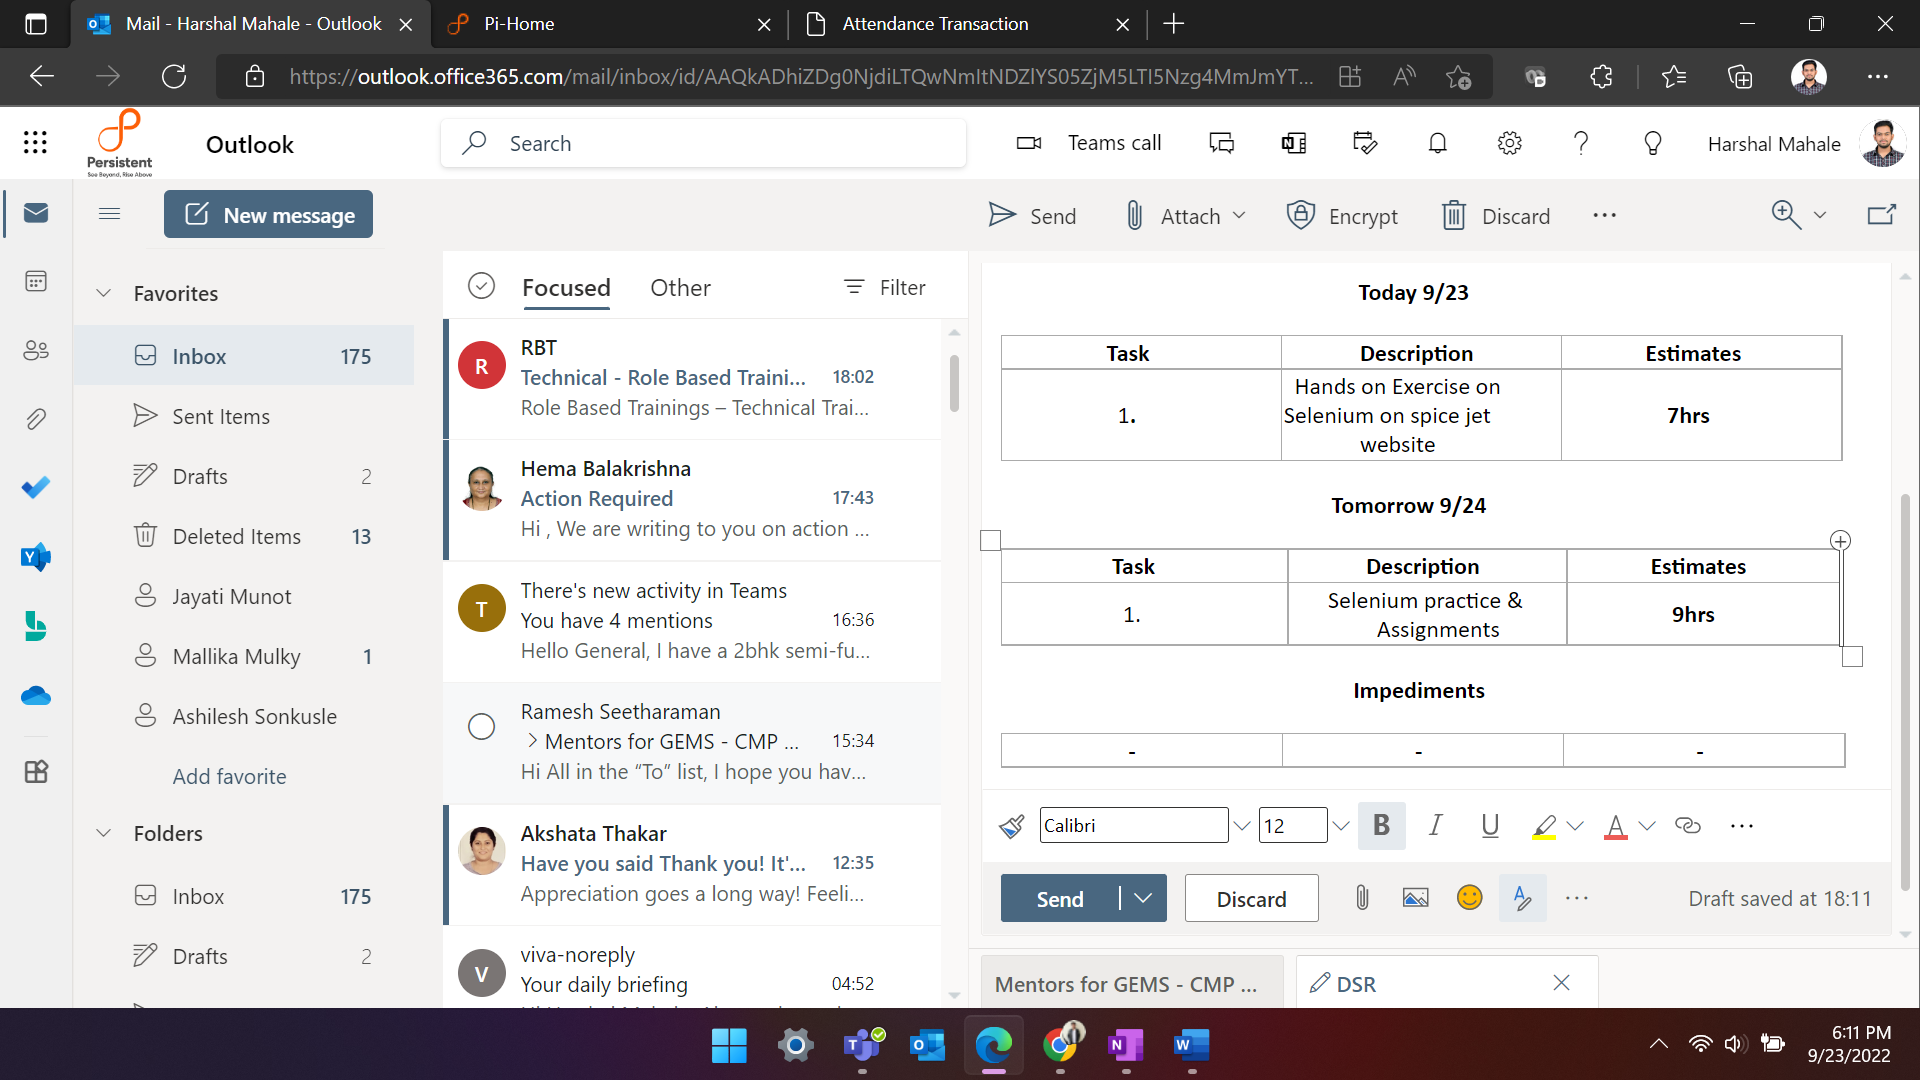 Mail - Harshal Mahale - Outlook
Pi-Home
Attendance Transaction
https://outlook.office365.com/mail/inbox/id/AAQkADhiZDg0NjdiLTQwNmItNDZlYS05ZjM5LTI5Nzg4MmJmYT...
Persistent
See Beyond, Rise Above
Outlook
Search
Teams call
Harshal Mahale
New message
Send
Attach
Encrypt
Discard
Favorites
Inbox 175
Sent Items
Drafts 2
Deleted Items 13
Jayati Munot
Mallika Mulky 1
Ashilesh Sonkusle
Add favorite
Folders
Inbox 175
Drafts 2
Focused
Other
Filter
R
RBT
Technical - Role Based Traini... 18:02
Role Based Trainings – Technical Trai...
Hema Balakrishna
Action Required 17:43
Hi , We are writing to you on action ...
T
There's new activity in Teams
You have 4 mentions 16:36
Hello General, I have a 2bhk semi-fu...
Ramesh Seetharaman
Mentors for GEMS - CMP ... 15:34
Hi All in the “To” list, I hope you hav...
Akshata Thakar
Have you said Thank you! It'... 12:35
Appreciation goes a long way! Feeli...
V
viva-noreply
Your daily briefing 04:52
Today 9/23
Task Description Estimates
1. Hands on Exercise on
Selenium on spice jet
website
7hrs
Tomorrow 9/24
Task Description Estimates
1. Selenium practice &
Assignments
9hrs
Impediments
- - -
Calibri 12 B I U A
Send
Discard
Draft saved at 18:11
Mentors for GEMS - CMP ...
DSR
6:11 PM
9/23/2022